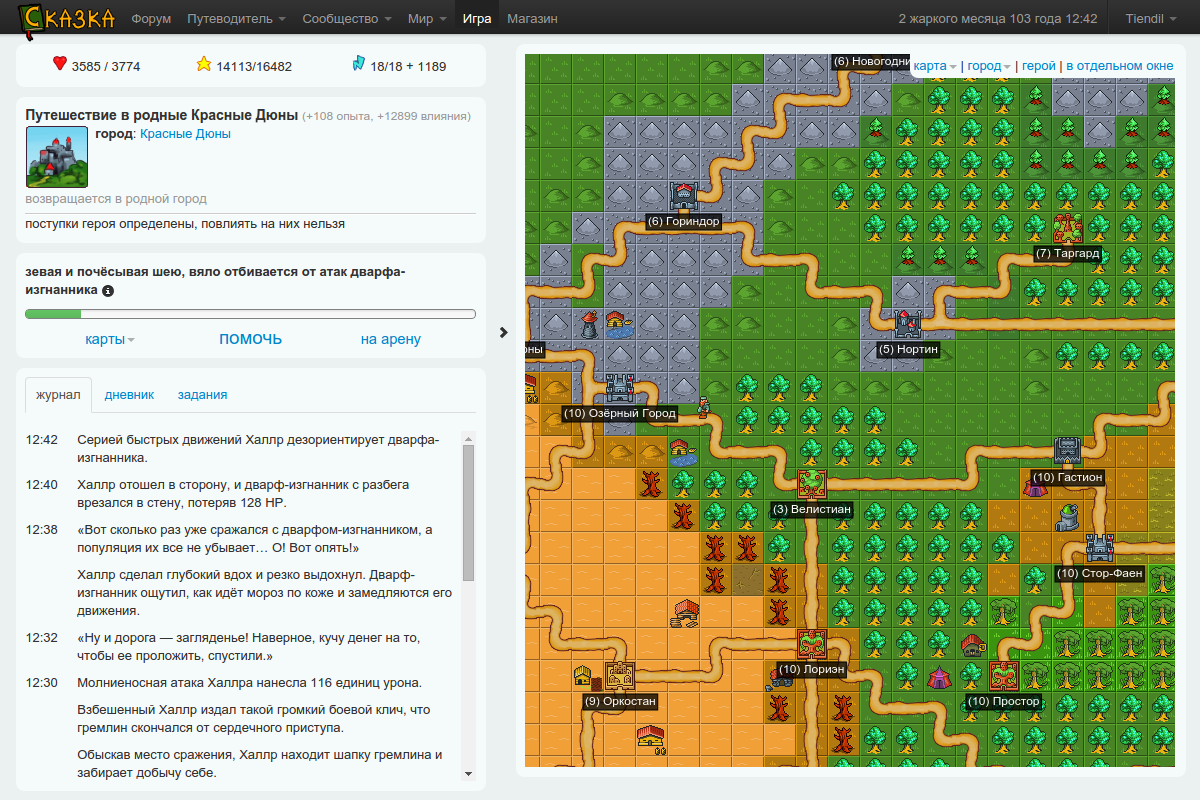 СКАЗКА Форум Путеводитель Сообщество Мир Игра Магазин 2 жаркого месяца 103 года 12:42 Tiendil
3585 / 3774 14113/16482 18/18 + 1189
Путешествие в родные Красные Дюны (+108 опыта, +12899 влияния)
город: Красные Дюны
возвращается в родной город
поступки героя определены, повлиять на них нельзя
зевая и почёсывая шею, вяло отбивается от атак дварфа-
изгнанника
карты ПОМОЧЬ на арену
журнал дневник задания
12:42 Серией быстрых движений Халлр дезориентирует дварфа-
изгнанника.
12:40 Халлр отошел в сторону, и дварф-изгнанник с разбега
врезался в стену, потеряв 128 HP.
12:38 «Вот сколько раз уже сражался с дварфом-изгнанником, а
популяция их все не убывает… О! Вот опять!»
Халлр сделал глубокий вдох и резко выдохнул. Дварф-
изгнанник ощутил, как идёт мороз по коже и замедляются его
движения.
12:32 «Ну и дорога — загляденье! Наверное, кучу денег на то,
чтобы ее проложить, спустили.»
12:30 Молниеносная атака Халлра нанесла 116 единиц урона.
Взбешенный Халлр издал такой громкий боевой клич, что
гремлин скончался от сердечного приступа.
Обыскав место сражения, Халлр находит шапку гремлина и
забирает добычу себе.
карта | город | герой | в отдельном окне
(6) Новогодни
(6) Гориндор
(7) Таргард
(5) Нортин
оны
(10) Озёрный Город
(10) Гастион
(3) Велистиан
(10) Стор-Фаен
(10) Лориэн
(9) Оркостан
(10) Простор